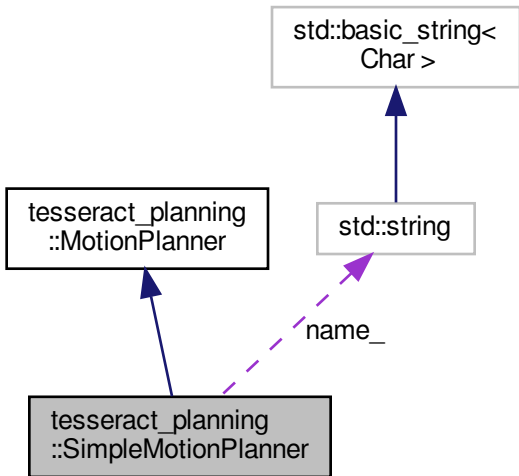 std::basic_string<
Char >
tesseract_planning
::MotionPlanner
std::string
name_
tesseract_planning
::SimpleMotionPlanner